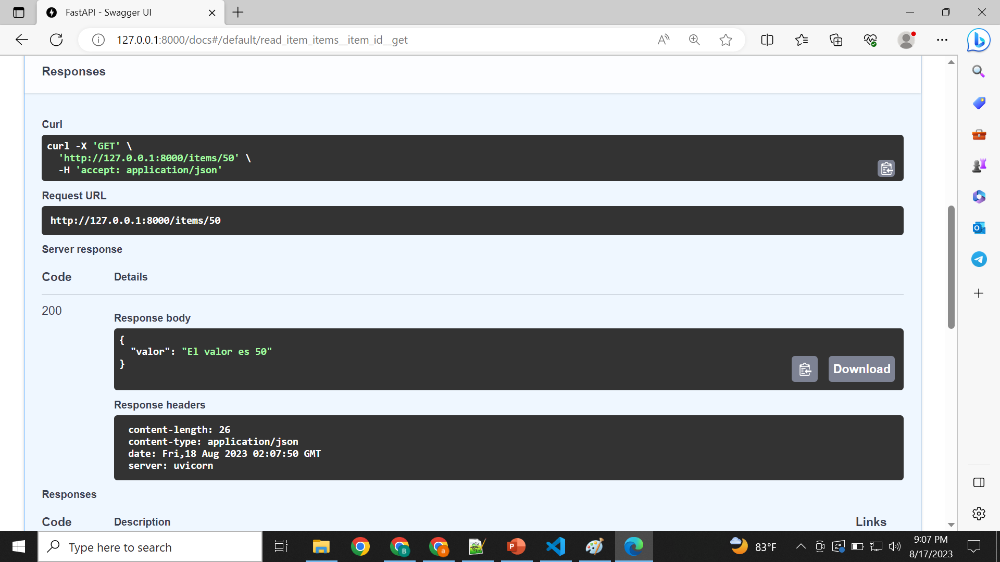 FastAPI - Swagger UI
127.0.0.1:8000/docs#/default/read_item_items__item_id__get
Responses
Curl
curl -X 'GET' \
'http://127.0.0.1:8000/items/50' \
-H 'accept: application/json'
Request URL
http://127.0.0.1:8000/items/50
Server response
Code Details
200
Response body
{
"valor": "El valor es 50"
}
Download
Response headers
content-length: 26
content-type: application/json
date: Fri,18 Aug 2023 02:07:50 GMT
server: uvicorn
Responses
Code Description Links
Type here to search
83°F
9:07 PM
8/17/2023